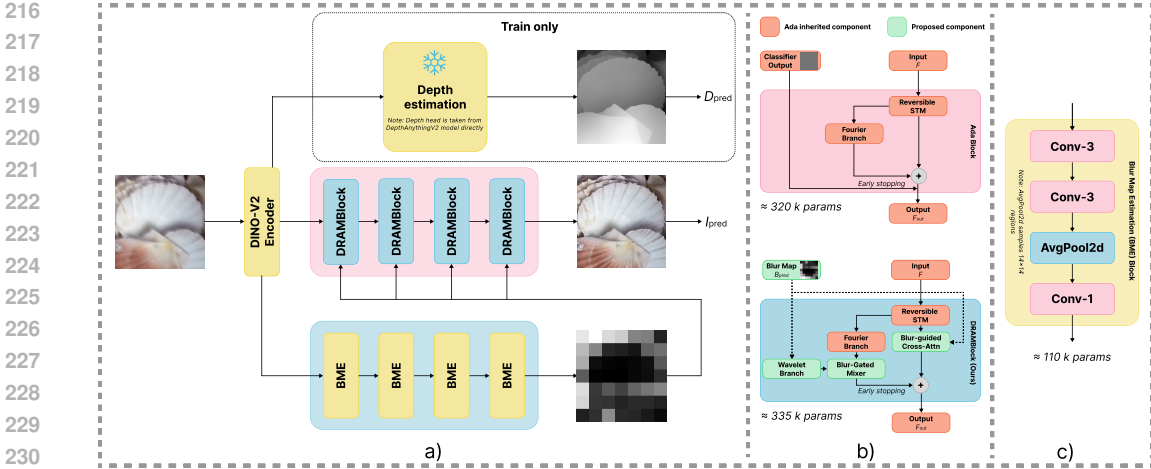 216
217
218
219
220
221
222
223
224
225
226
227
228
229
230
Train only
Depth
estimation
Note: Depth head is taken from
DepthAnythingV2 model directly
D_pred
DINO-V2
Encoder
DRAMBlock
DRAMBlock
DRAMBlock
DRAMBlock
I_pred
BME
BME
BME
BME
a)
Ada inherited component
Proposed component
Classifier
Output
Input
F
Reversible
STM
Fourier
Branch
+
Early stopping
Ada Block
≈ 320 k params
Output
F_out
Blur Map
B_pred
Input
F
Reversible
STM
Fourier
Branch
Blur-guided
Cross-Attn
Wavelet
Branch
Blur-Gated
Mixer
+
Early stopping
DRAMBlock (Ours)
≈ 335 k params
Output
F_out
b)
Conv-3
Conv-3
AvgPool2d
Conv-1
Note: AvgPool2d samples 14×14
regions
Blur Map Estimation (BME) Block
≈ 110 k params
c)